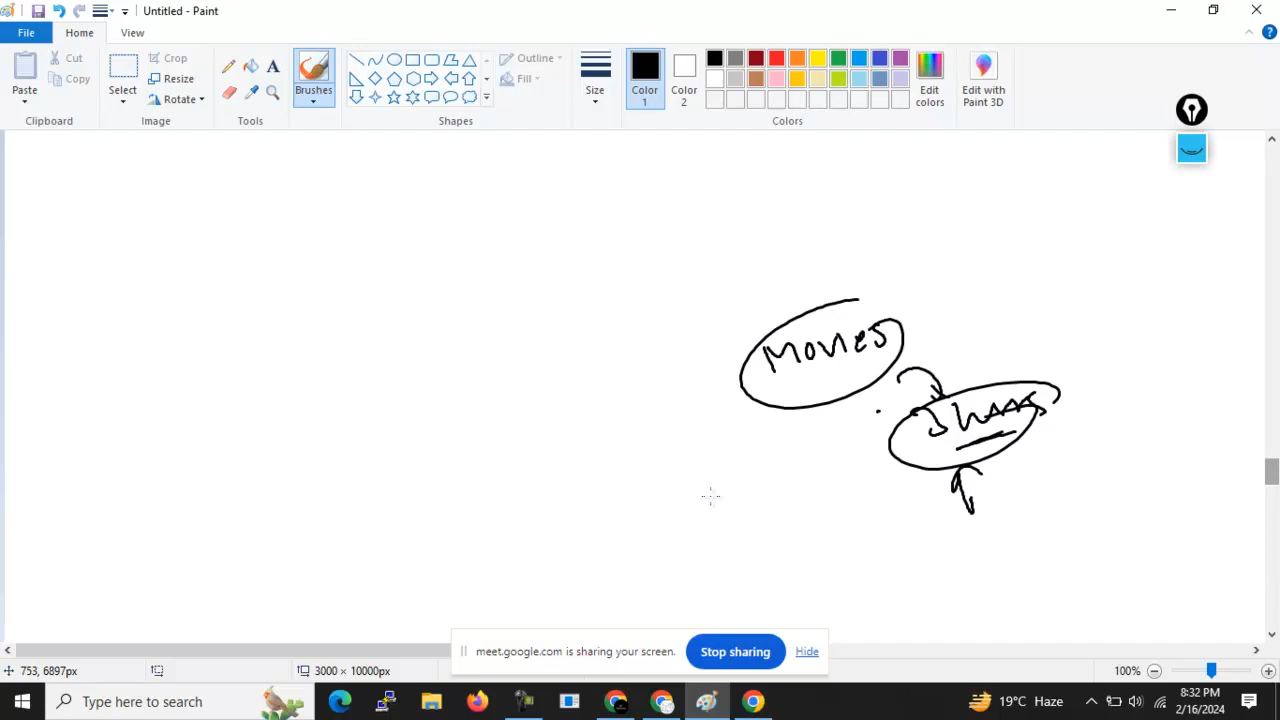 Untitled - Paint
File
Home
View
Paste
Cut
Copy
Clipboard
Select
Crop
Resize
Rotate
Image
A
Tools
Brushes
Outline
Fill
Shapes
Size
Color
1
Color
2
Edit
colors
Colors
Edit with
Paint 3D
Movies
meet.google.com is sharing your screen.
Stop sharing
Hide
753, 6897px
3000 × 10000px
100%
Type here to search
19°C Haze
8:32 PM
2/16/2024